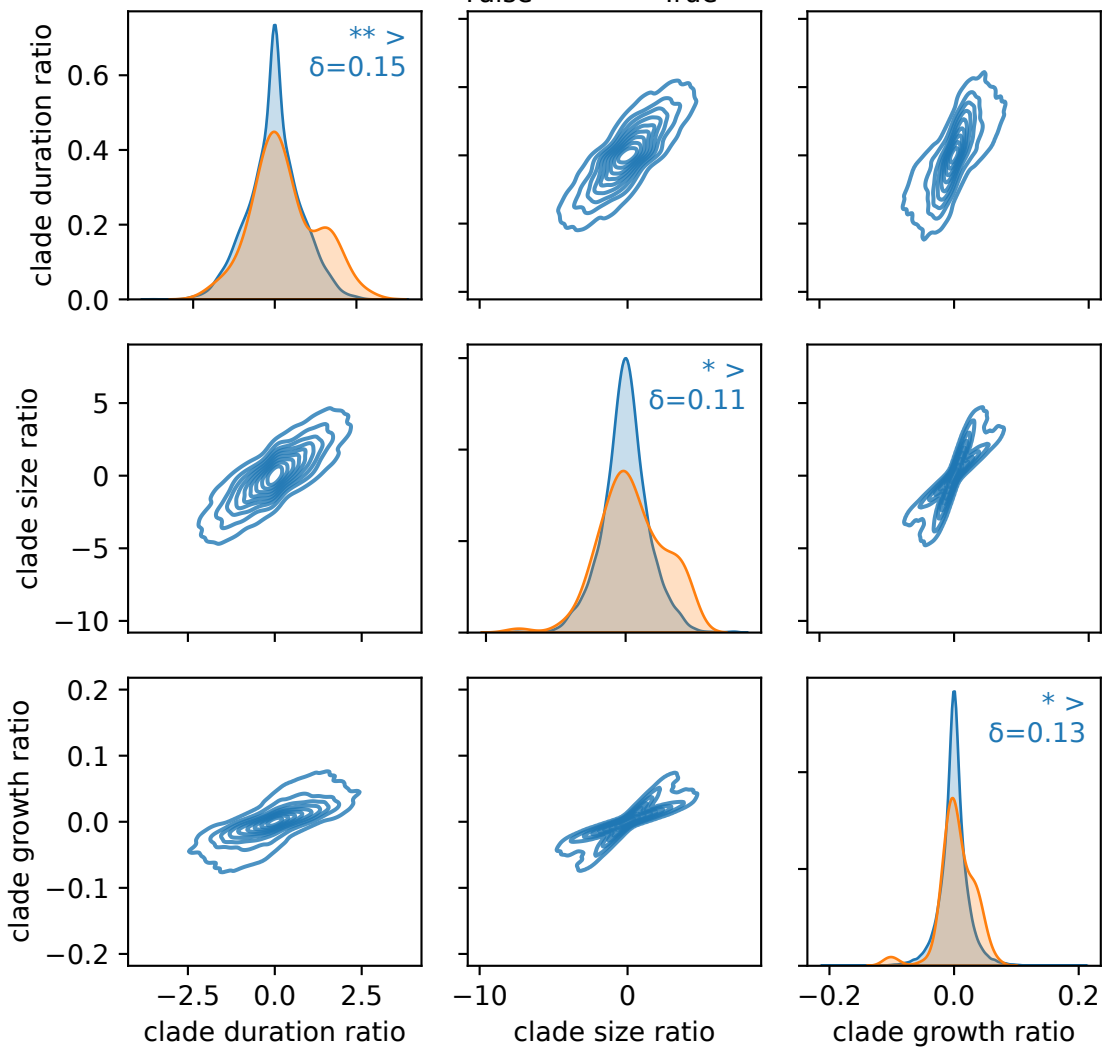 False True
clade duration ratio
0.6
0.4
0.2
0.0
** >
δ=0.15
clade size ratio
5
0
−5
−10
* >
δ=0.11
clade growth ratio
0.2
0.1
0.0
−0.1
−0.2
* >
δ=0.13
−2.5 0.0 2.5
−10 0
−0.2 0.0 0.2
clade duration ratio
clade size ratio
clade growth ratio